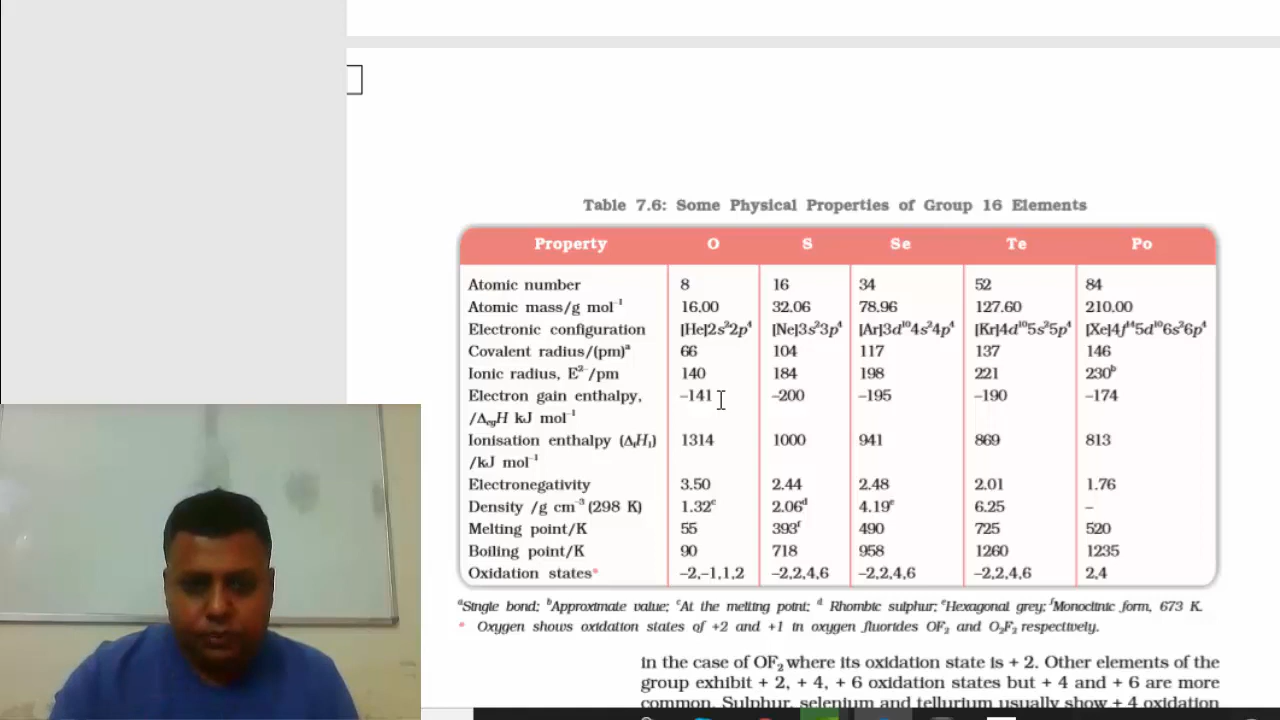 Table 7.6: Some Physical Properties of Group 16 Elements
Property O S Se Te Po
Atomic number 8 16 34 52 84
Atomic mass/g mol⁻¹ 16.00 32.06 78.96 127.60 210.00
Electronic configuration [He]2s²2p⁴ [Ne]3s²3p⁴ [Ar]3d¹⁰4s²4p⁴ [Kr]4d¹⁰5s²5p⁴ [Xe]4f¹⁴5d¹⁰6s²6p⁴
Covalent radius/(pm)ᵃ 66 104 117 137 146
Ionic radius, E²⁻/pm 140 184 198 221 230ᵇ
Electron gain enthalpy, –141 –200 –195 –190 –174
/ΔegH kJ mol⁻¹
Ionisation enthalpy (ΔᵢH₁) 1314 1000 941 869 813
/kJ mol⁻¹
Electronegativity 3.50 2.44 2.48 2.01 1.76
Density /g cm⁻³ (298 K) 1.32ᶜ 2.06ᵈ 4.19ᵉ 6.25 –
Melting point/K 55 393ᶠ 490 725 520
Boiling point/K 90 718 958 1260 1235
Oxidation states* –2,–1,1,2 –2,2,4,6 –2,2,4,6 –2,2,4,6 2,4
ᵃSingle bond; ᵇApproximate value; ᶜAt the melting point; ᵈ Rhombic sulphur; ᵉHexagonal grey; ᶠMonoclinic form, 673 K.
* Oxygen shows oxidation states of +2 and +1 in oxygen fluorides OF₂ and O₂F₂ respectively.
in the case of OF₂ where its oxidation state is + 2. Other elements of the
group exhibit + 2, + 4, + 6 oxidation states but + 4 and + 6 are more
common. Sulphur, selenium and tellurium usually show + 4 oxidation